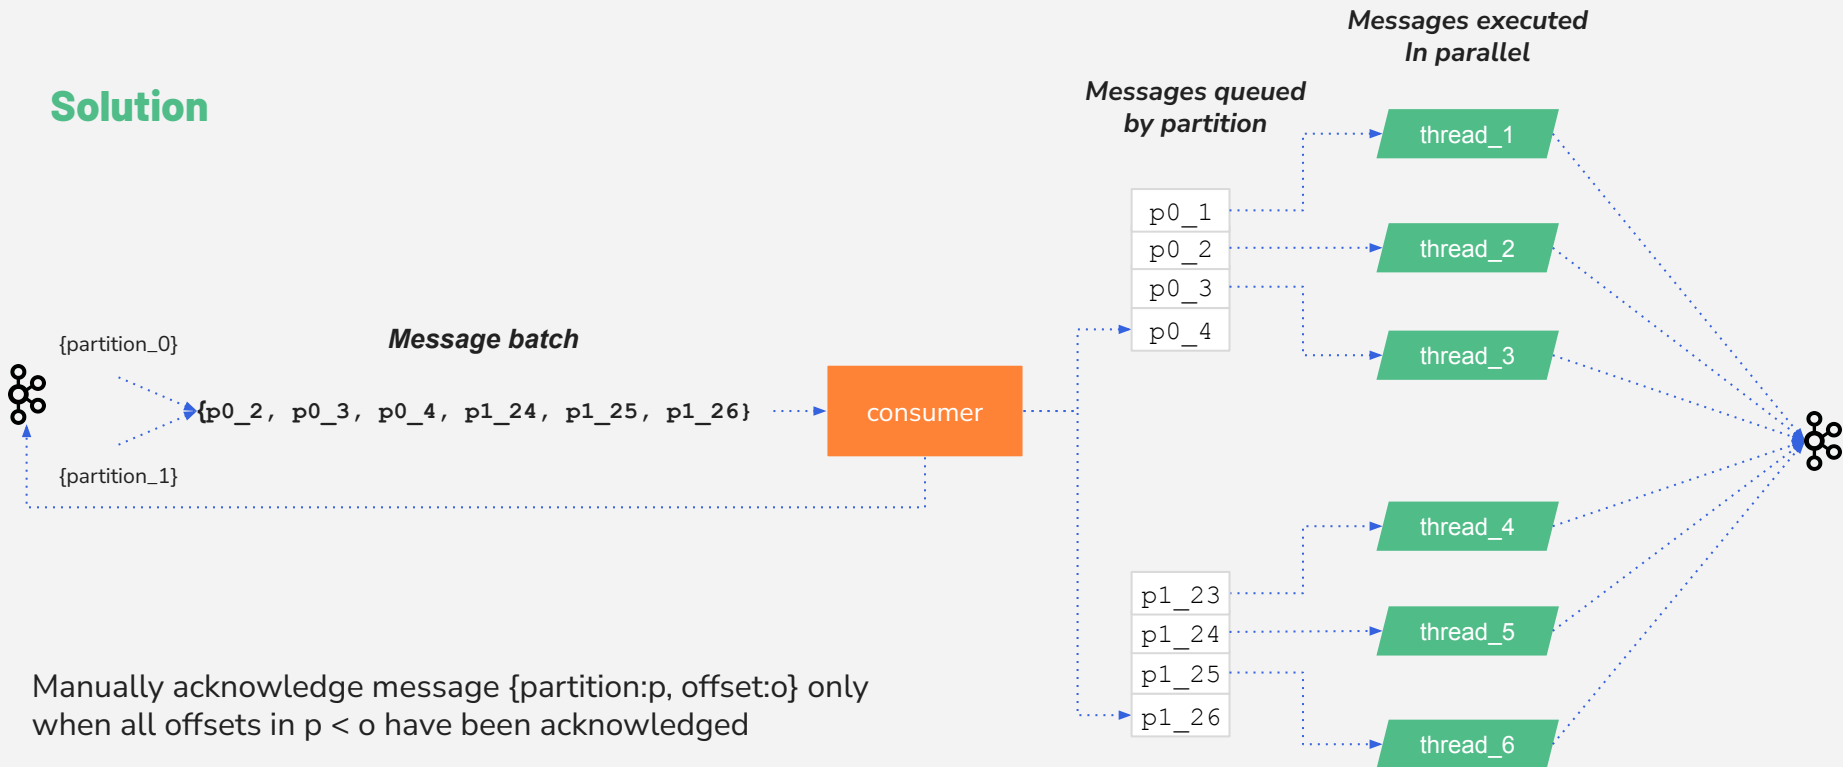 Solution
Messages executed
In parallel
Messages queued
by partition
{partition_0}
{partition_1}
Message batch
{p0_2, p0_3, p0_4, p1_24, p1_25, p1_26}
consumer
p0_1
p0_2
p0_3
p0_4
p1_23
p1_24
p1_25
p1_26
thread_1
thread_2
thread_3
thread_4
thread_5
thread_6
Manually acknowledge message {partition:p, offset:o} only
when all offsets in p < o have been acknowledged